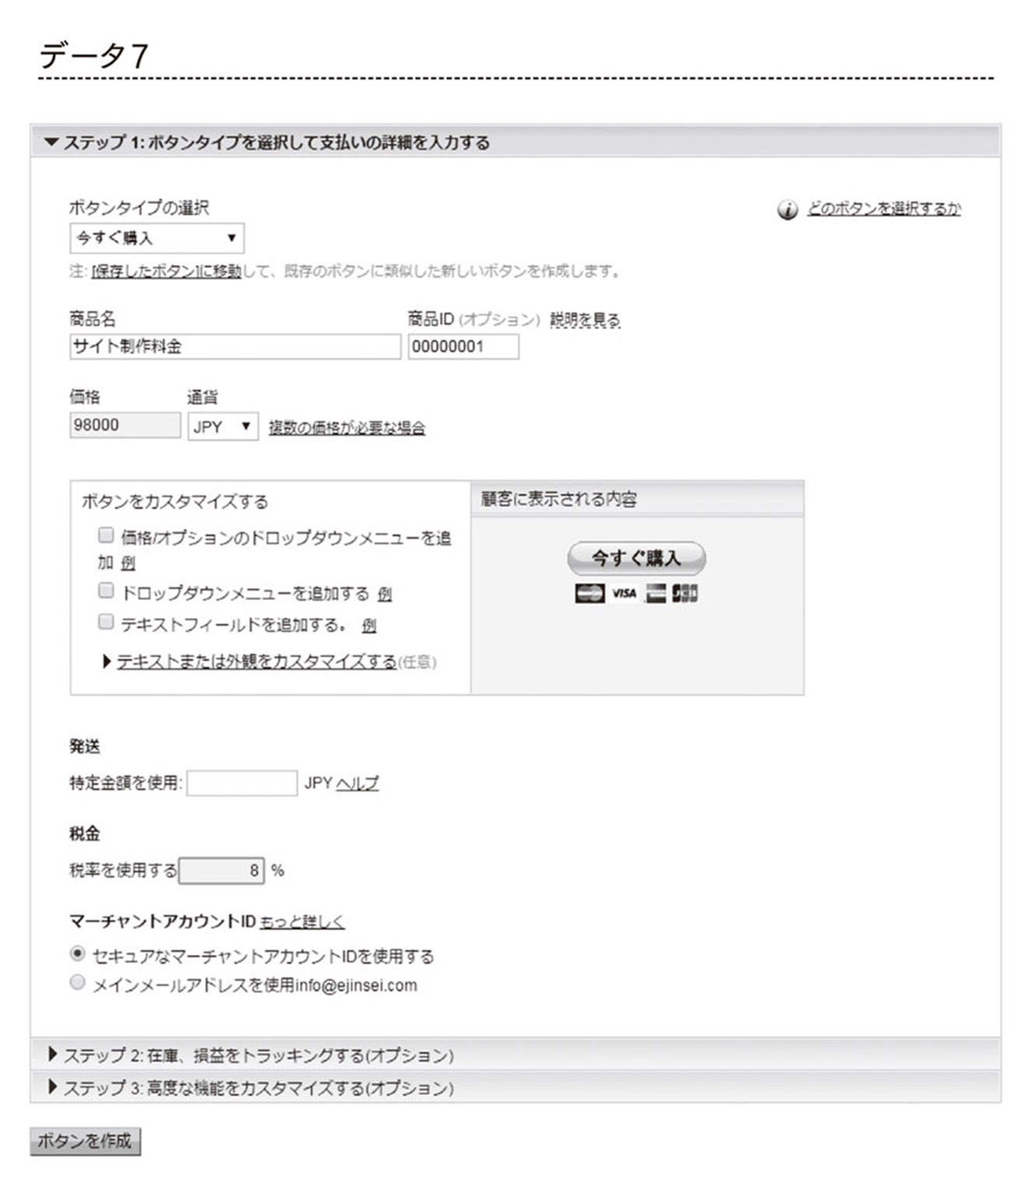 データ7
▼ ステップ 1: ボタンタイプを選択して支払いの詳細を入力する
ボタンタイプの選択
i どのボタンを選択するか
今すぐ購入 ▼
注: [保存したボタン]に移動して、既存のボタンに類似した新しいボタンを作成します。
商品名 商品ID (オプション) 説明を見る
サイト制作料金 00000001
価格 通貨
98000 JPY ▼ 複数の価格が必要な場合
ボタンをカスタマイズする
価格/オプションのドロップダウンメニューを追
加 例
ドロップダウンメニューを追加する 例
テキストフィールドを追加する。 例
▶ テキストまたは外観をカスタマイズする(任意)
顧客に表示される内容
今すぐ購入
VISA JCB
発送
特定金額を使用: JPY ヘルプ
税金
税率を使用する 8 %
マーチャントアカウントID もっと詳しく
セキュアなマーチャントアカウントIDを使用する
メインメールアドレスを使用info@ejinsei.com
▶ ステップ 2: 在庫、損益をトラッキングする(オプション)
▶ ステップ 3: 高度な機能をカスタマイズする(オプション)
ボタンを作成